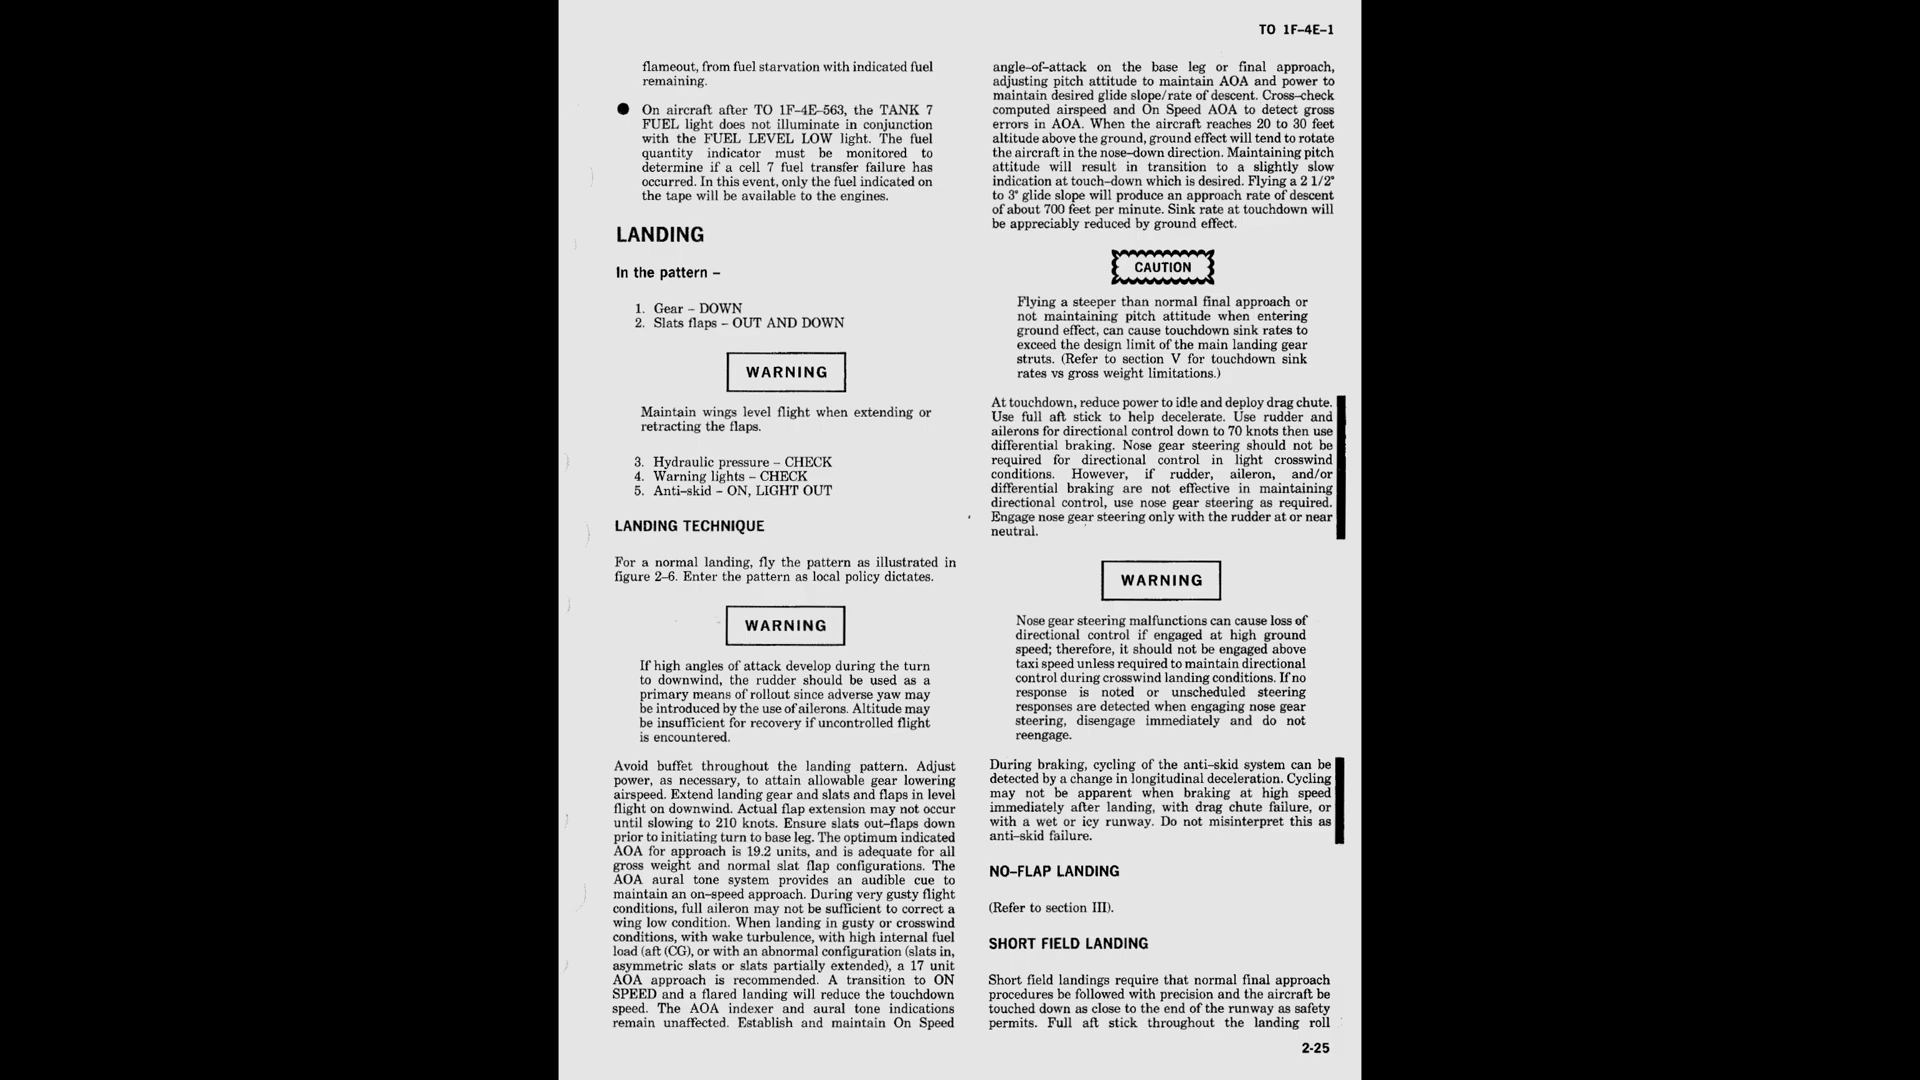 TO 1F–4E–1
flameout, from fuel starvation with indicated fuel
remaining.
● On aircraft after TO 1F–4E–563, the TANK 7
FUEL light does not illuminate in conjunction
with the FUEL LEVEL LOW light. The fuel
quantity indicator must be monitored to
determine if a cell 7 fuel transfer failure has
occurred. In this event, only the fuel indicated on
the tape will be available to the engines.
LANDING
In the pattern –
1. Gear – DOWN
2. Slats flaps – OUT AND DOWN
WARNING
Maintain wings level flight when extending or
retracting the flaps.
3. Hydraulic pressure – CHECK
4. Warning lights – CHECK
5. Anti–skid – ON, LIGHT OUT
LANDING TECHNIQUE
For a normal landing, fly the pattern as illustrated in
figure 2–6. Enter the pattern as local policy dictates.
WARNING
If high angles of attack develop during the turn
to downwind, the rudder should be used as a
primary means of rollout since adverse yaw may
be introduced by the use of ailerons. Altitude may
be insufficient for recovery if uncontrolled flight
is encountered.
Avoid buffet throughout the landing pattern. Adjust
power, as necessary, to attain allowable gear lowering
airspeed. Extend landing gear and slats and flaps in level
flight on downwind. Actual flap extension may not occur
until slowing to 210 knots. Ensure slats out–flaps down
prior to initiating turn to base leg. The optimum indicated
AOA for approach is 19.2 units, and is adequate for all
gross weight and normal slat flap configurations. The
AOA aural tone system provides an audible cue to
maintain an on–speed approach. During very gusty flight
conditions, full aileron may not be sufficient to correct a
wing low condition. When landing in gusty or crosswind
conditions, with wake turbulence, with high internal fuel
load (aft (CG), or with an abnormal configuration (slats in,
asymmetric slats or slats partially extended), a 17 unit
AOA approach is recommended. A transition to ON
SPEED and a flared landing will reduce the touchdown
speed. The AOA indexer and aural tone indications
remain unaffected. Establish and maintain On Speed
angle–of–attack on the base leg or final approach,
adjusting pitch attitude to maintain AOA and power to
maintain desired glide slope/rate of descent. Cross–check
computed airspeed and On Speed AOA to detect gross
errors in AOA. When the aircraft reaches 20 to 30 feet
altitude above the ground, ground effect will tend to rotate
the aircraft in the nose–down direction. Maintaining pitch
attitude will result in transition to a slightly slow
indication at touch–down which is desired. Flying a 2 1/2°
to 3° glide slope will produce an approach rate of descent
of about 700 feet per minute. Sink rate at touchdown will
be appreciably reduced by ground effect.
CAUTION
Flying a steeper than normal final approach or
not maintaining pitch attitude when entering
ground effect, can cause touchdown sink rates to
exceed the design limit of the main landing gear
struts. (Refer to section V for touchdown sink
rates vs gross weight limitations.)
At touchdown, reduce power to idle and deploy drag chute.
Use full aft stick to help decelerate. Use rudder and
ailerons for directional control down to 70 knots then use
differential braking. Nose gear steering should not be
required for directional control in light crosswind
conditions. However, if rudder, aileron, and/or
differential braking are not effective in maintaining
directional control, use nose gear steering as required.
Engage nose gear steering only with the rudder at or near
neutral.
WARNING
Nose gear steering malfunctions can cause loss of
directional control if engaged at high ground
speed; therefore, it should not be engaged above
taxi speed unless required to maintain directional
control during crosswind landing conditions. If no
response is noted or unscheduled steering
responses are detected when engaging nose gear
steering, disengage immediately and do not
reengage.
During braking, cycling of the anti–skid system can be
detected by a change in longitudinal deceleration. Cycling
may not be apparent when braking at high speed
immediately after landing, with drag chute failure, or
with a wet or icy runway. Do not misinterpret this as
anti–skid failure.
NO–FLAP LANDING
(Refer to section III).
SHORT FIELD LANDING
Short field landings require that normal final approach
procedures be followed with precision and the aircraft be
touched down as close to the end of the runway as safety
permits. Full aft stick throughout the landing roll
2-25